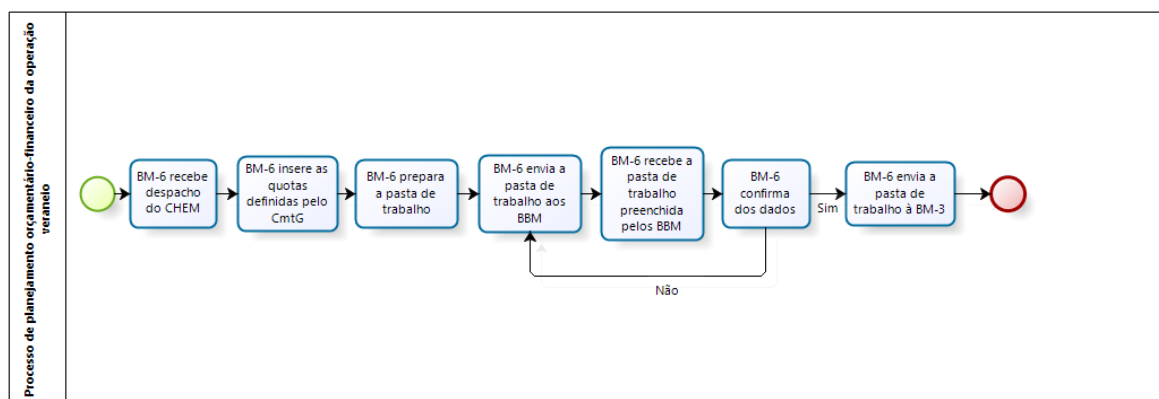 Processo de planejamento orçamentário-financeiro da operação
veraneio
BM-6 recebe
despacho
do CHEM
BM-6 insere as
quotas
definidas pelo
CmtG
BM-6 prepara
a pasta de
trabalho
BM-6 envia a
pasta de
trabalho aos
BBM
BM-6 recebe a
pasta de
trabalho
preenchida
pelos BBM
BM-6
confirma
dos dados
Sim
BM-6 envia a
pasta de
trabalho à BM-3
Não